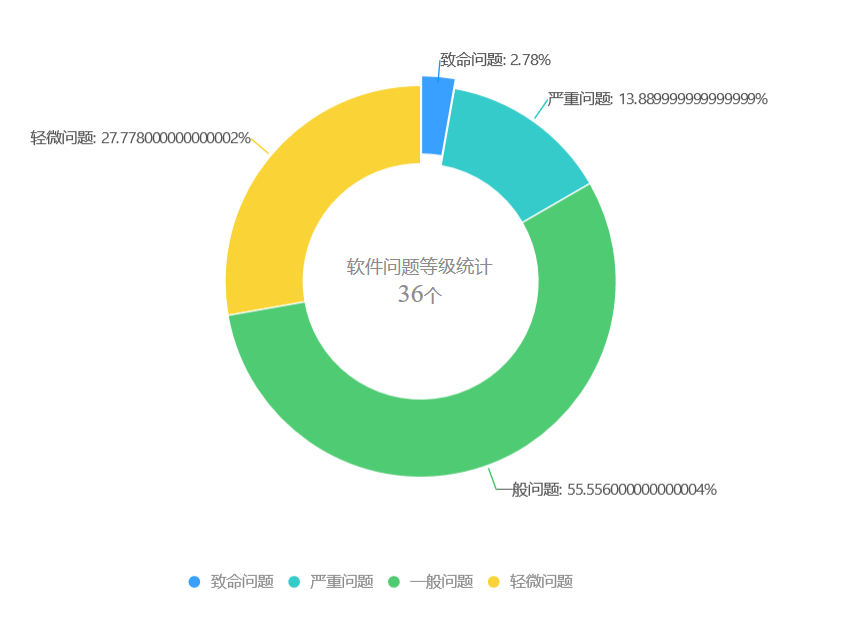 致命问题: 2.78%
严重问题: 13.889999999999999%
轻微问题: 27.778000000000002%
软件问题等级统计
36个
一般问题: 55.556000000000004%
致命问题 严重问题 一般问题 轻微问题